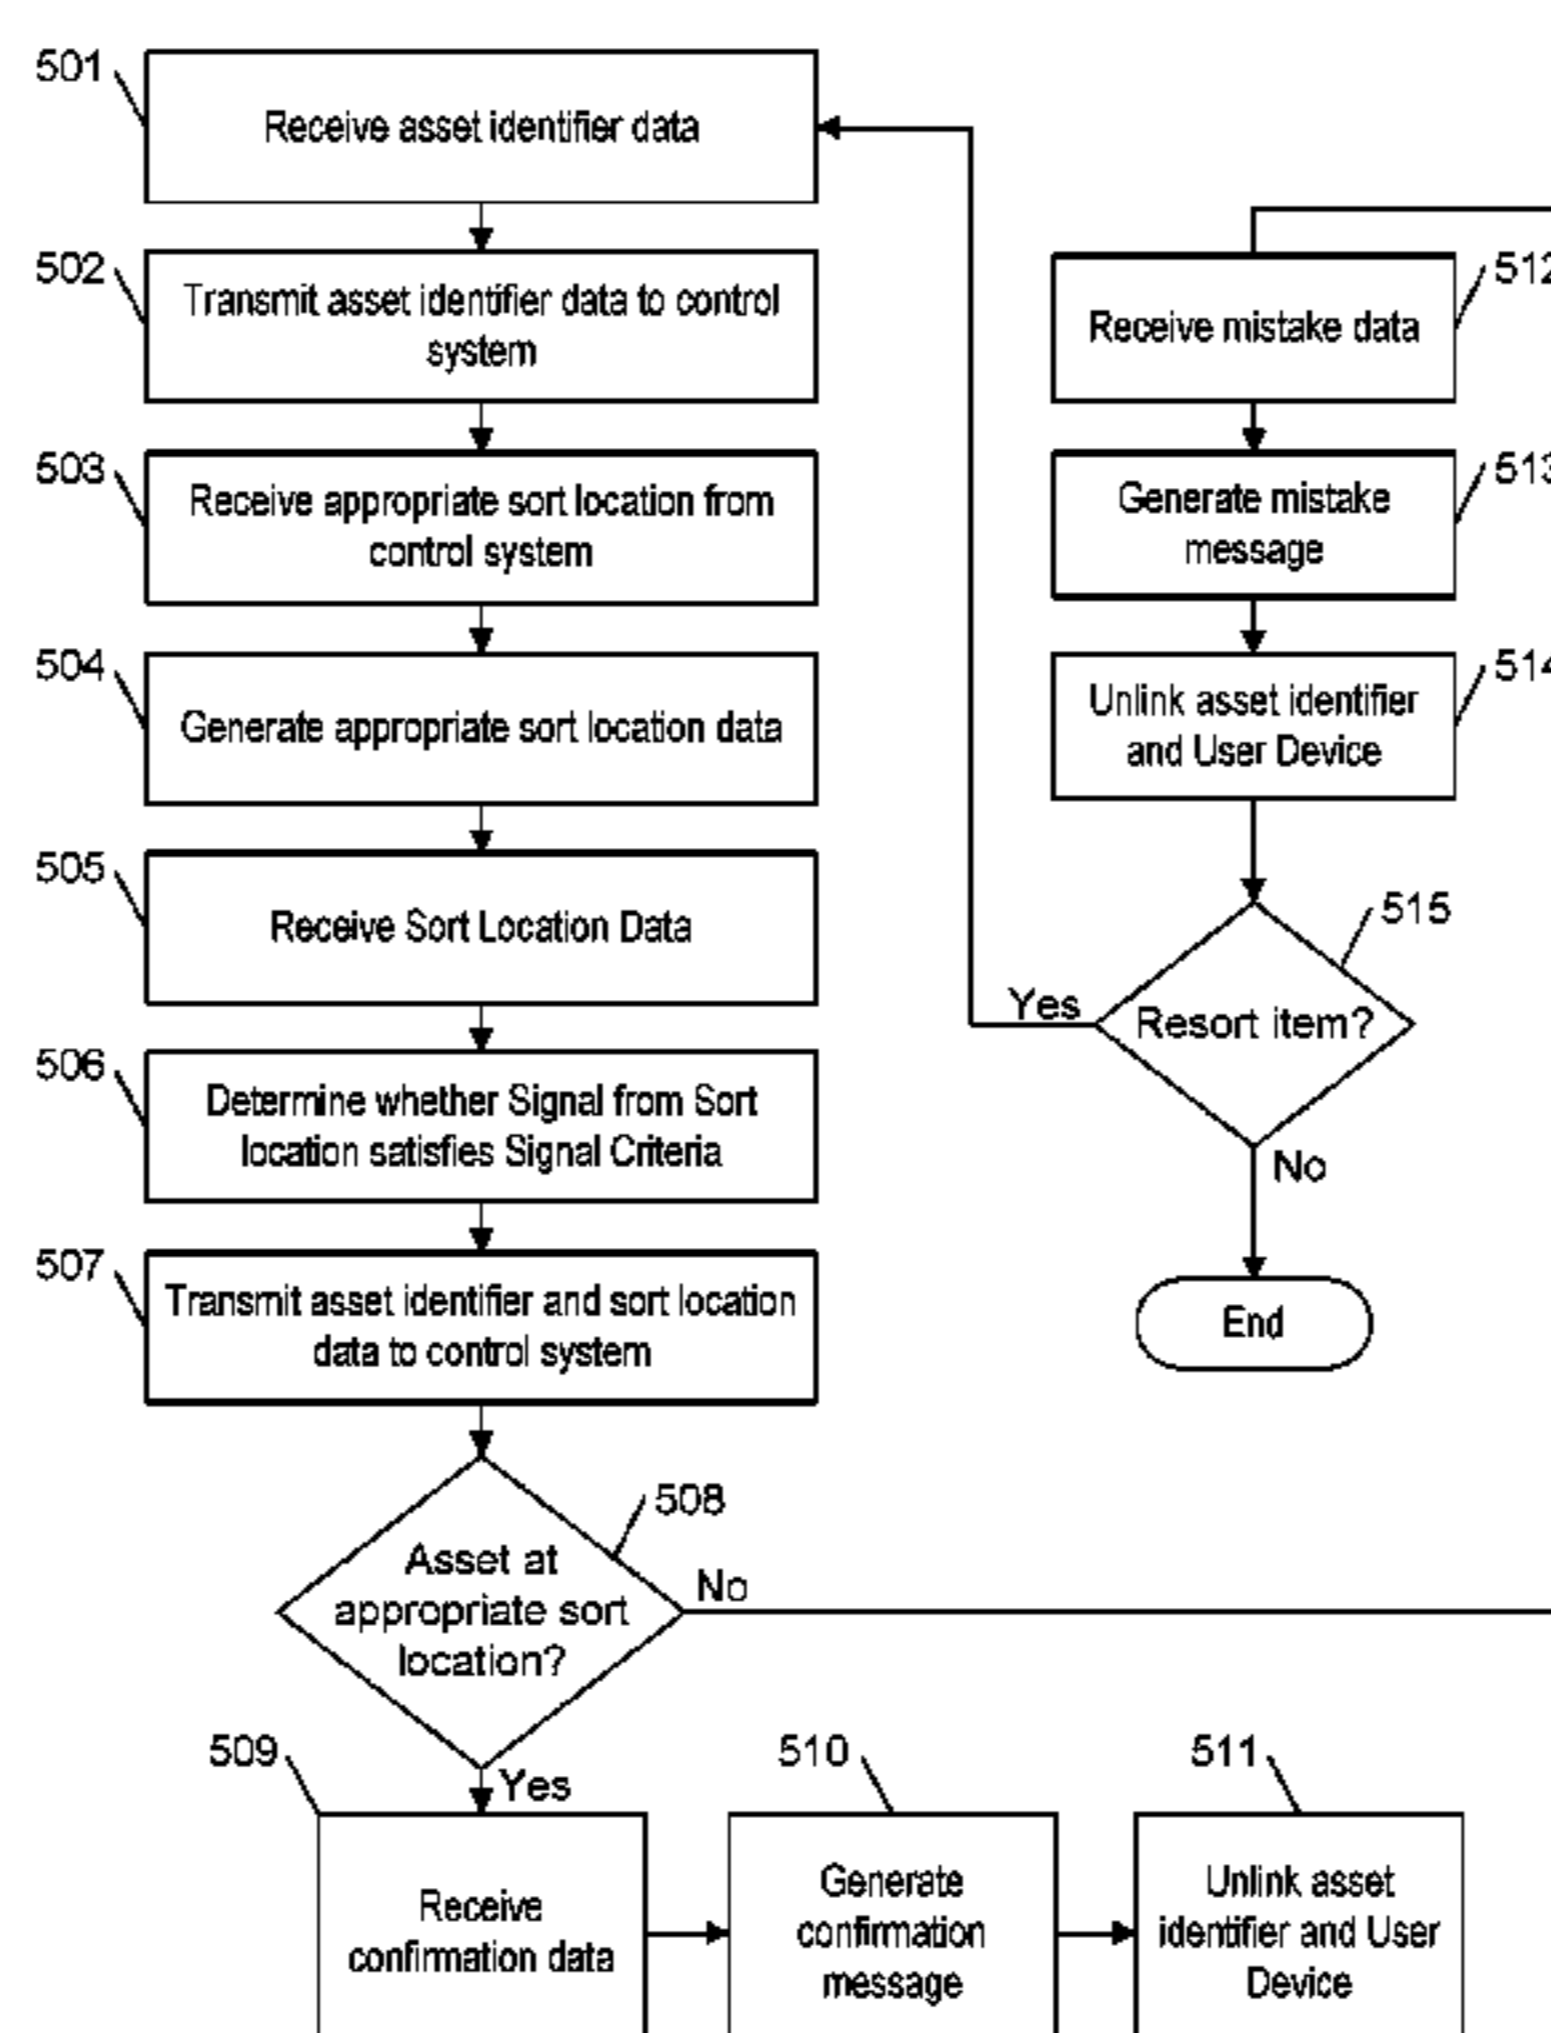 501
Receive asset identifier data
502
Transmit asset identifier data to control
system
503
Receive appropriate sort location from
control system
504
Generate appropriate sort location data
505
Receive Sort Location Data
506
Determine whether Signal from Sort
location satisfies Signal Criteria
507
Transmit asset identifier and sort location
data to control system
508
Asset at
appropriate sort
location?
No
Yes
509
Receive
confirmation data
510
Generate
confirmation
message
511
Unlink asset
identifier and User
Device
512
Receive mistake data
513
Generate mistake
message
514
Unlink asset identifier
and User Device
515
Resort item?
Yes
No
End